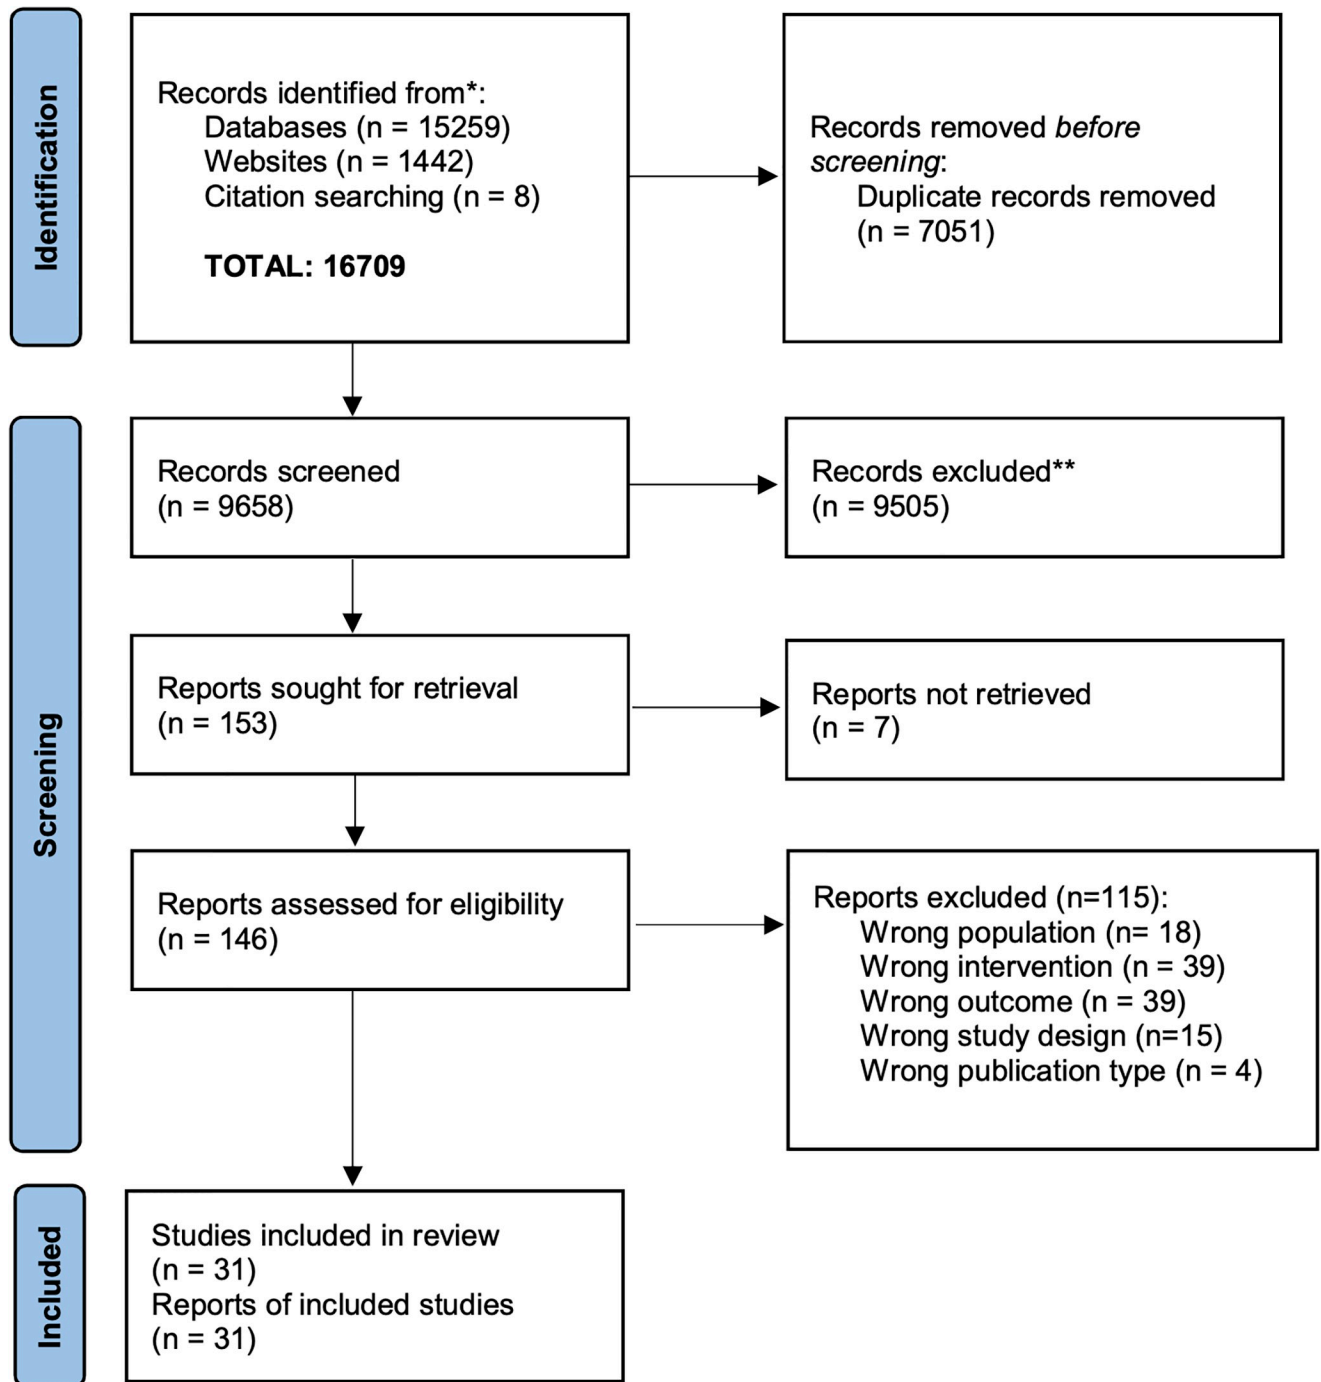 Identification
Records identified from*:
Databases (n = 15259)
Websites (n = 1442)
Citation searching (n = 8)
TOTAL: 16709
Records removed before
screening:
Duplicate records removed
(n = 7051)
Screening
Records screened
(n = 9658)
Records excluded**
(n = 9505)
Reports sought for retrieval
(n = 153)
Reports not retrieved
(n = 7)
Reports assessed for eligibility
(n = 146)
Reports excluded (n=115):
Wrong population (n= 18)
Wrong intervention (n = 39)
Wrong outcome (n = 39)
Wrong study design (n=15)
Wrong publication type (n = 4)
Included
Studies included in review
(n = 31)
Reports of included studies
(n = 31)